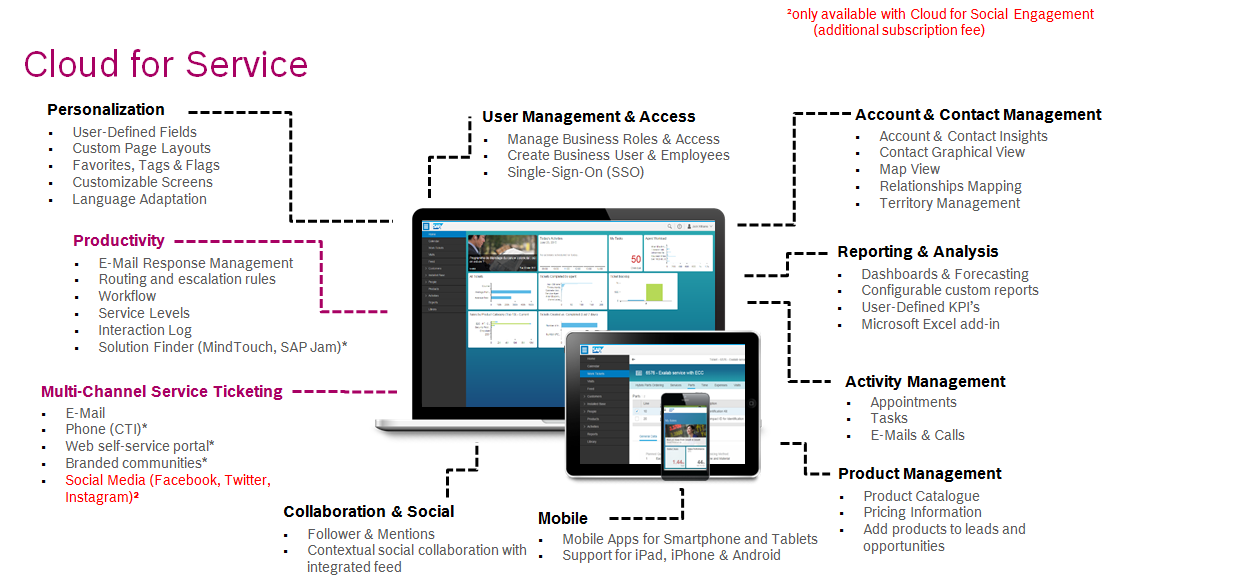 ²only available with Cloud for Social Engagement
(additional subscription fee)
Cloud for Service
Personalization
▪ User-Defined Fields
▪ Custom Page Layouts
▪ Favorites, Tags & Flags
▪ Customizable Screens
▪ Language Adaptation
User Management & Access
▪ Manage Business Roles & Access
▪ Create Business User & Employees
▪ Single-Sign-On (SSO)
Account & Contact Management
▪ Account & Contact Insights
▪ Contact Graphical View
▪ Map View
▪ Relationships Mapping
▪ Territory Management
Productivity
▪ E-Mail Response Management
▪ Routing and escalation rules
▪ Workflow
▪ Service Levels
▪ Interaction Log
▪ Solution Finder (MindTouch, SAP Jam)*
SAP
50
SAP
Reporting & Analysis
▪ Dashboards & Forecasting
▪ Configurable custom reports
▪ User-Defined KPI's
▪ Microsoft Excel add-in
Multi-Channel Service Ticketing
▪ E-Mail
▪ Phone (CTI)*
▪ Web self-service portal*
▪ Branded communities*
▪ Social Media (Facebook, Twitter,
Instagram)²
Activity Management
▪ Appointments
▪ Tasks
▪ E-Mails & Calls
Product Management
▪ Product Catalogue
▪ Pricing Information
▪ Add products to leads and
opportunities
Collaboration & Social
▪ Follower & Mentions
▪ Contextual social collaboration with
integrated feed
Mobile
▪ Mobile Apps for Smartphone and Tablets
▪ Support for iPad, iPhone & Android